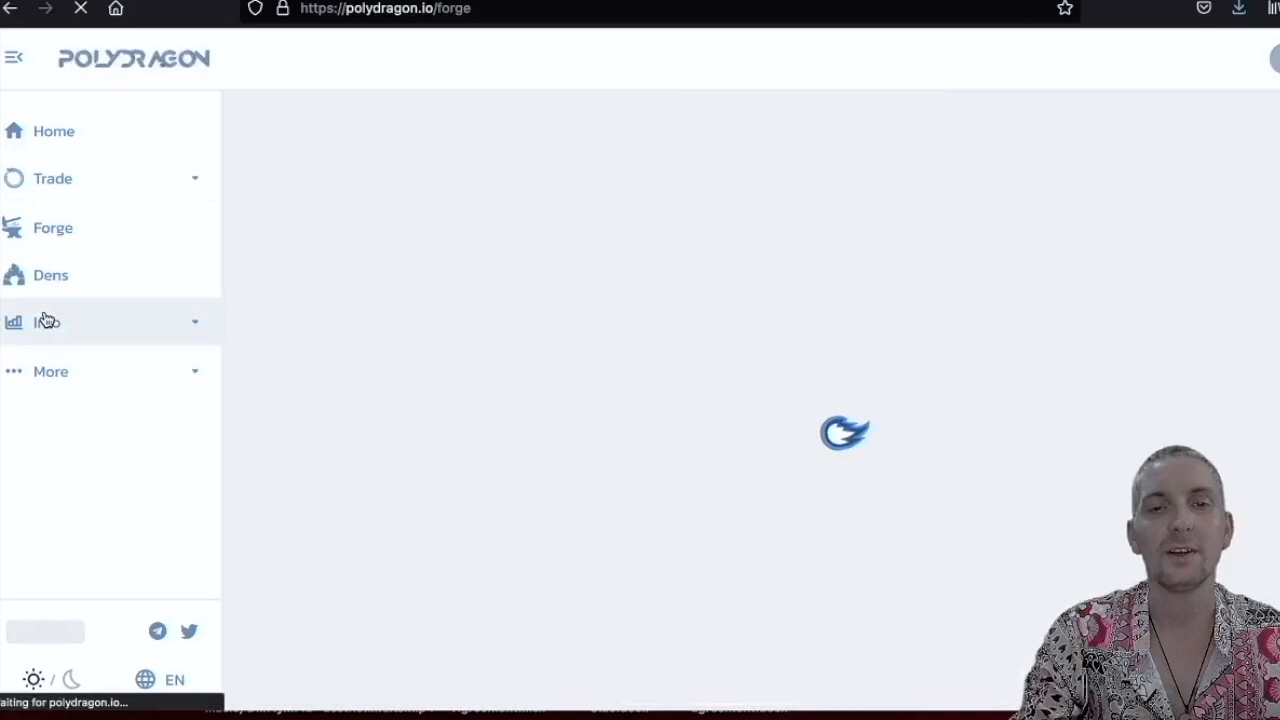 https://polydragon.io/forge
POLYDRAGON
Home
Trade
Forge
Dens
More
/
EN
aiting for polydragon.io...